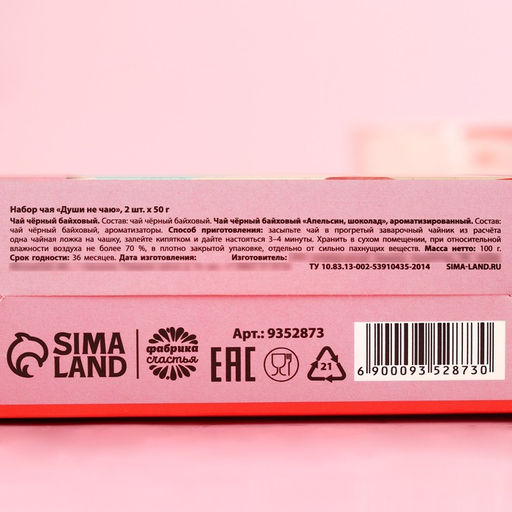 Набор чая «Души не чаю», 2 шт. х 50 г
Чай чёрный байховый. Состав: чай чёрный байховый. Чай чёрный байховый «Апельсин, шоколад», ароматизированный. Состав:
чай чёрный байховый, ароматизаторы. Способ приготовления: засыпьте чай в прогретый заварочный чайник из расчёта
одна чайная ложка на чашку, залейте кипятком и дайте настояться 3–4 минуты. Хранить в сухом помещении, при относительной
влажности воздуха не более 70 %, в плотно закрытой упаковке, отдельно от сильно пахнущих веществ. Масса нетто: 100 г.
Срок годности: 36 месяцев. Дата изготовления: Изготовитель:
ТУ 10.83.13-002-53910435-2014 SIMA-LAND.RU
SIMA
LAND
фабрика
счастья
Арт.: 9352873
EAC
21
6 900093 528730